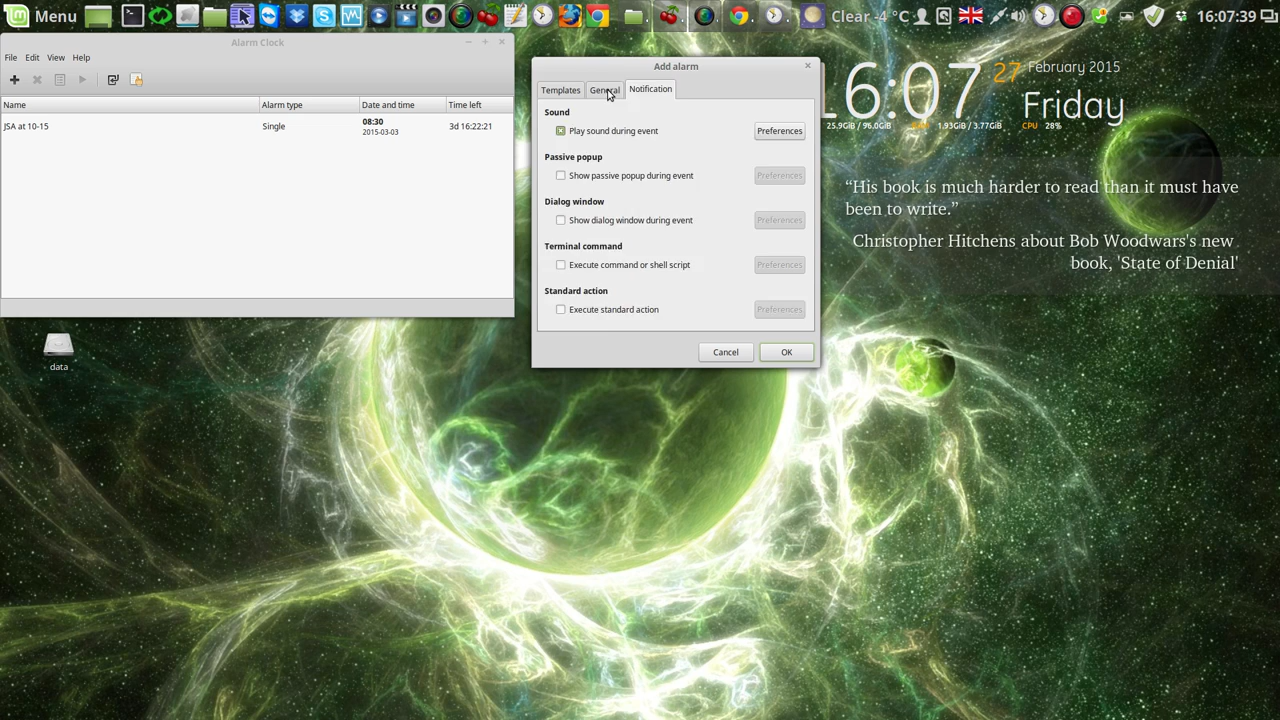 Menu
Clear -4 °C
16:07:39
Alarm Clock
File Edit View Help
Name Alarm type Date and time Time left
JSA at 10-15 Single 08:30 3d 16:22:21
2015-03-03
data
Add alarm
Templates General Notification
Sound
Play sound during event Preferences
Passive popup
Show passive popup during event Preferences
Dialog window
Show dialog window during event Preferences
Terminal command
Execute command or shell script Preferences
Standard action
Execute standard action Preferences
Cancel OK
16:07 27 February 2015
Friday
25.9GiB / 96.0GiB 1.93GiB / 3.77GiB CPU 28%
“His book is much harder to read than it must have
been to write.”
Christopher Hitchens about Bob Woodwars's new
book, 'State of Denial'